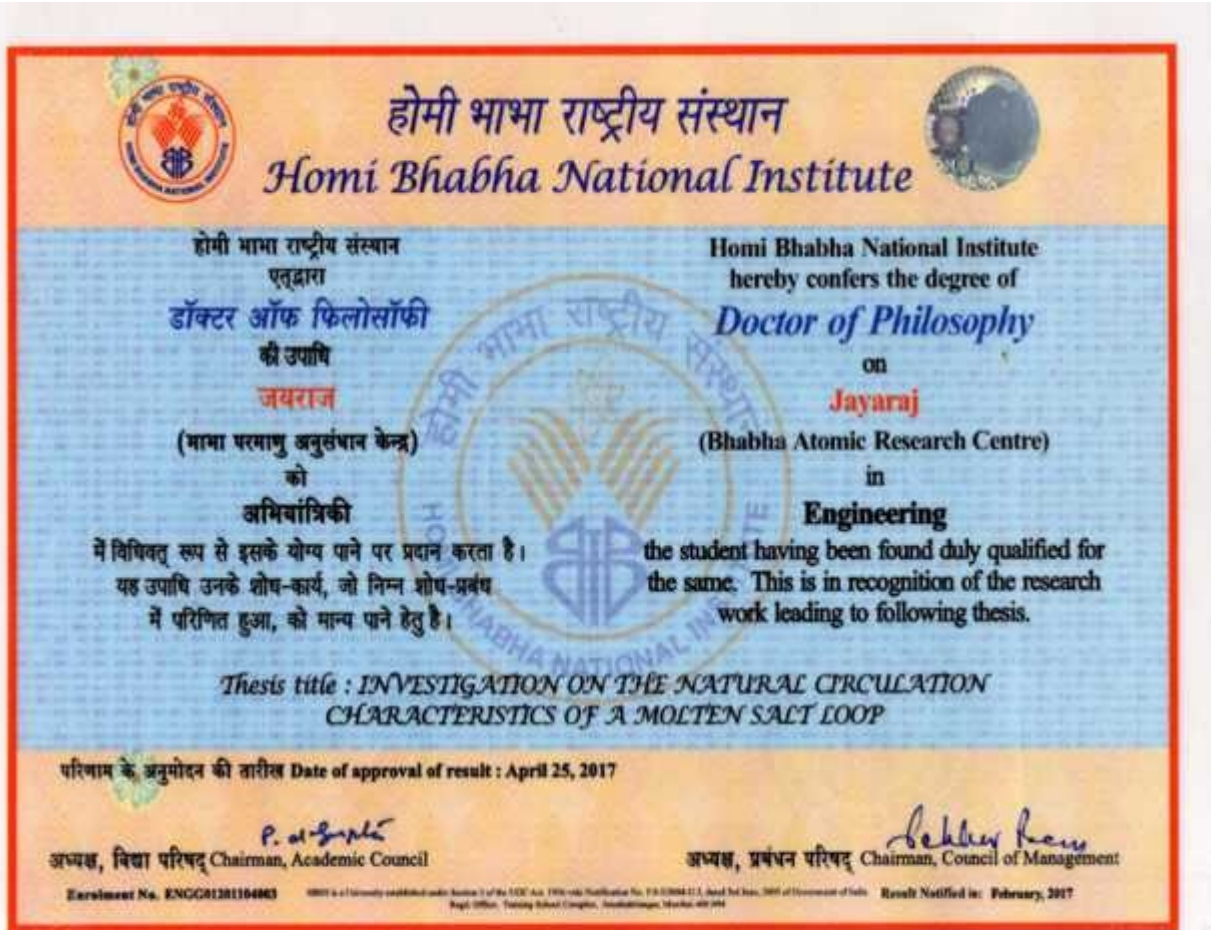 होमी भाभा राष्ट्रीय संस्थान
Homi Bhabha National Institute
होमी भाभा राष्ट्रीय संस्थान
एतद्द्वारा
डॉक्टर ऑफ फिलोसॉफी
की उपाधि
जयराज
(भाभा परमाणु अनुसंधान केन्द्र)
को
अभियांत्रिकी
में विधिवत् रूप से इसके योग्य पाने पर प्रदान करता है।
यह उपाधि उनके शोध-कार्य, जो निम्न शोध-प्रबंध
में परिणित हुआ, को मान्य पाने हेतु है।
Homi Bhabha National Institute
hereby confers the degree of
Doctor of Philosophy
on
Jayaraj
(Bhabha Atomic Research Centre)
in
Engineering
the student having been found duly qualified for
the same. This is in recognition of the research
work leading to following thesis.
Thesis title : INVESTIGATION ON THE NATURAL CIRCULATION
CHARACTERISTICS OF A MOLTEN SALT LOOP
परिणाम के अनुमोदन की तारीख Date of approval of result : April 25, 2017
अध्यक्ष, विद्या परिषद् Chairman, Academic Council
अध्यक्ष, प्रबंधन परिषद् Chairman, Council of Management
Enrolment No. ENGG01201104003
Result Notified in: February, 2017